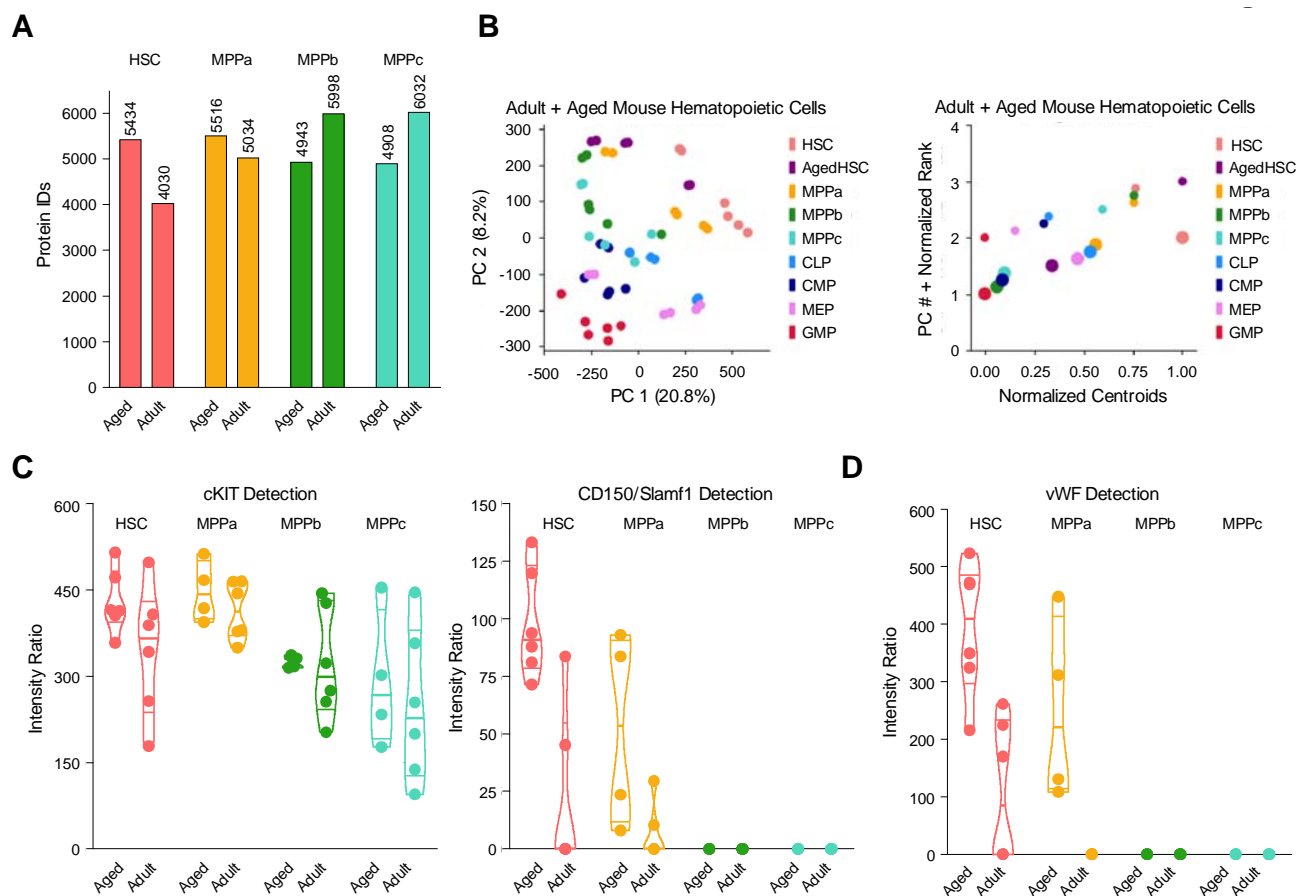 A
HSC
MPPa
MPPb
MPPc
Protein IDs
6000
5000
4000
3000
2000
1000
0
5434
4030
5516
5034
4943
5998
4908
6032
Aged
Adult
Aged
Adult
Aged
Adult
Aged
Adult
B
Adult + Aged Mouse Hematopoietic Cells
PC 2 (8.2%)
300
200
100
0
-100
-200
-300
-500
-250
0
250
500
PC 1 (20.8%)
HSC
AgedHSC
MPPa
MPPb
MPPc
CLP
CMP
MEP
GMP
Adult + Aged Mouse Hematopoietic Cells
PC # + Normalized Rank
4
3
2
1
0
0.00
0.25
0.50
0.75
1.00
Normalized Centroids
HSC
AgedHSC
MPPa
MPPb
MPPc
CLP
CMP
MEP
GMP
C
cKIT Detection
HSC
MPPa
MPPb
MPPc
Intensity Ratio
600
450
300
150
0
Aged
Adult
Aged
Adult
Aged
Adult
Aged
Adult
CD150/Slamf1 Detection
HSC
MPPa
MPPb
MPPc
Intensity Ratio
150
125
100
75
50
25
0
Aged
Adult
Aged
Adult
Aged
Adult
Aged
Adult
D
vWF Detection
HSC
MPPa
MPPb
MPPc
Intensity Ratio
600
500
400
300
200
100
0
Aged
Adult
Aged
Adult
Aged
Adult
Aged
Adult